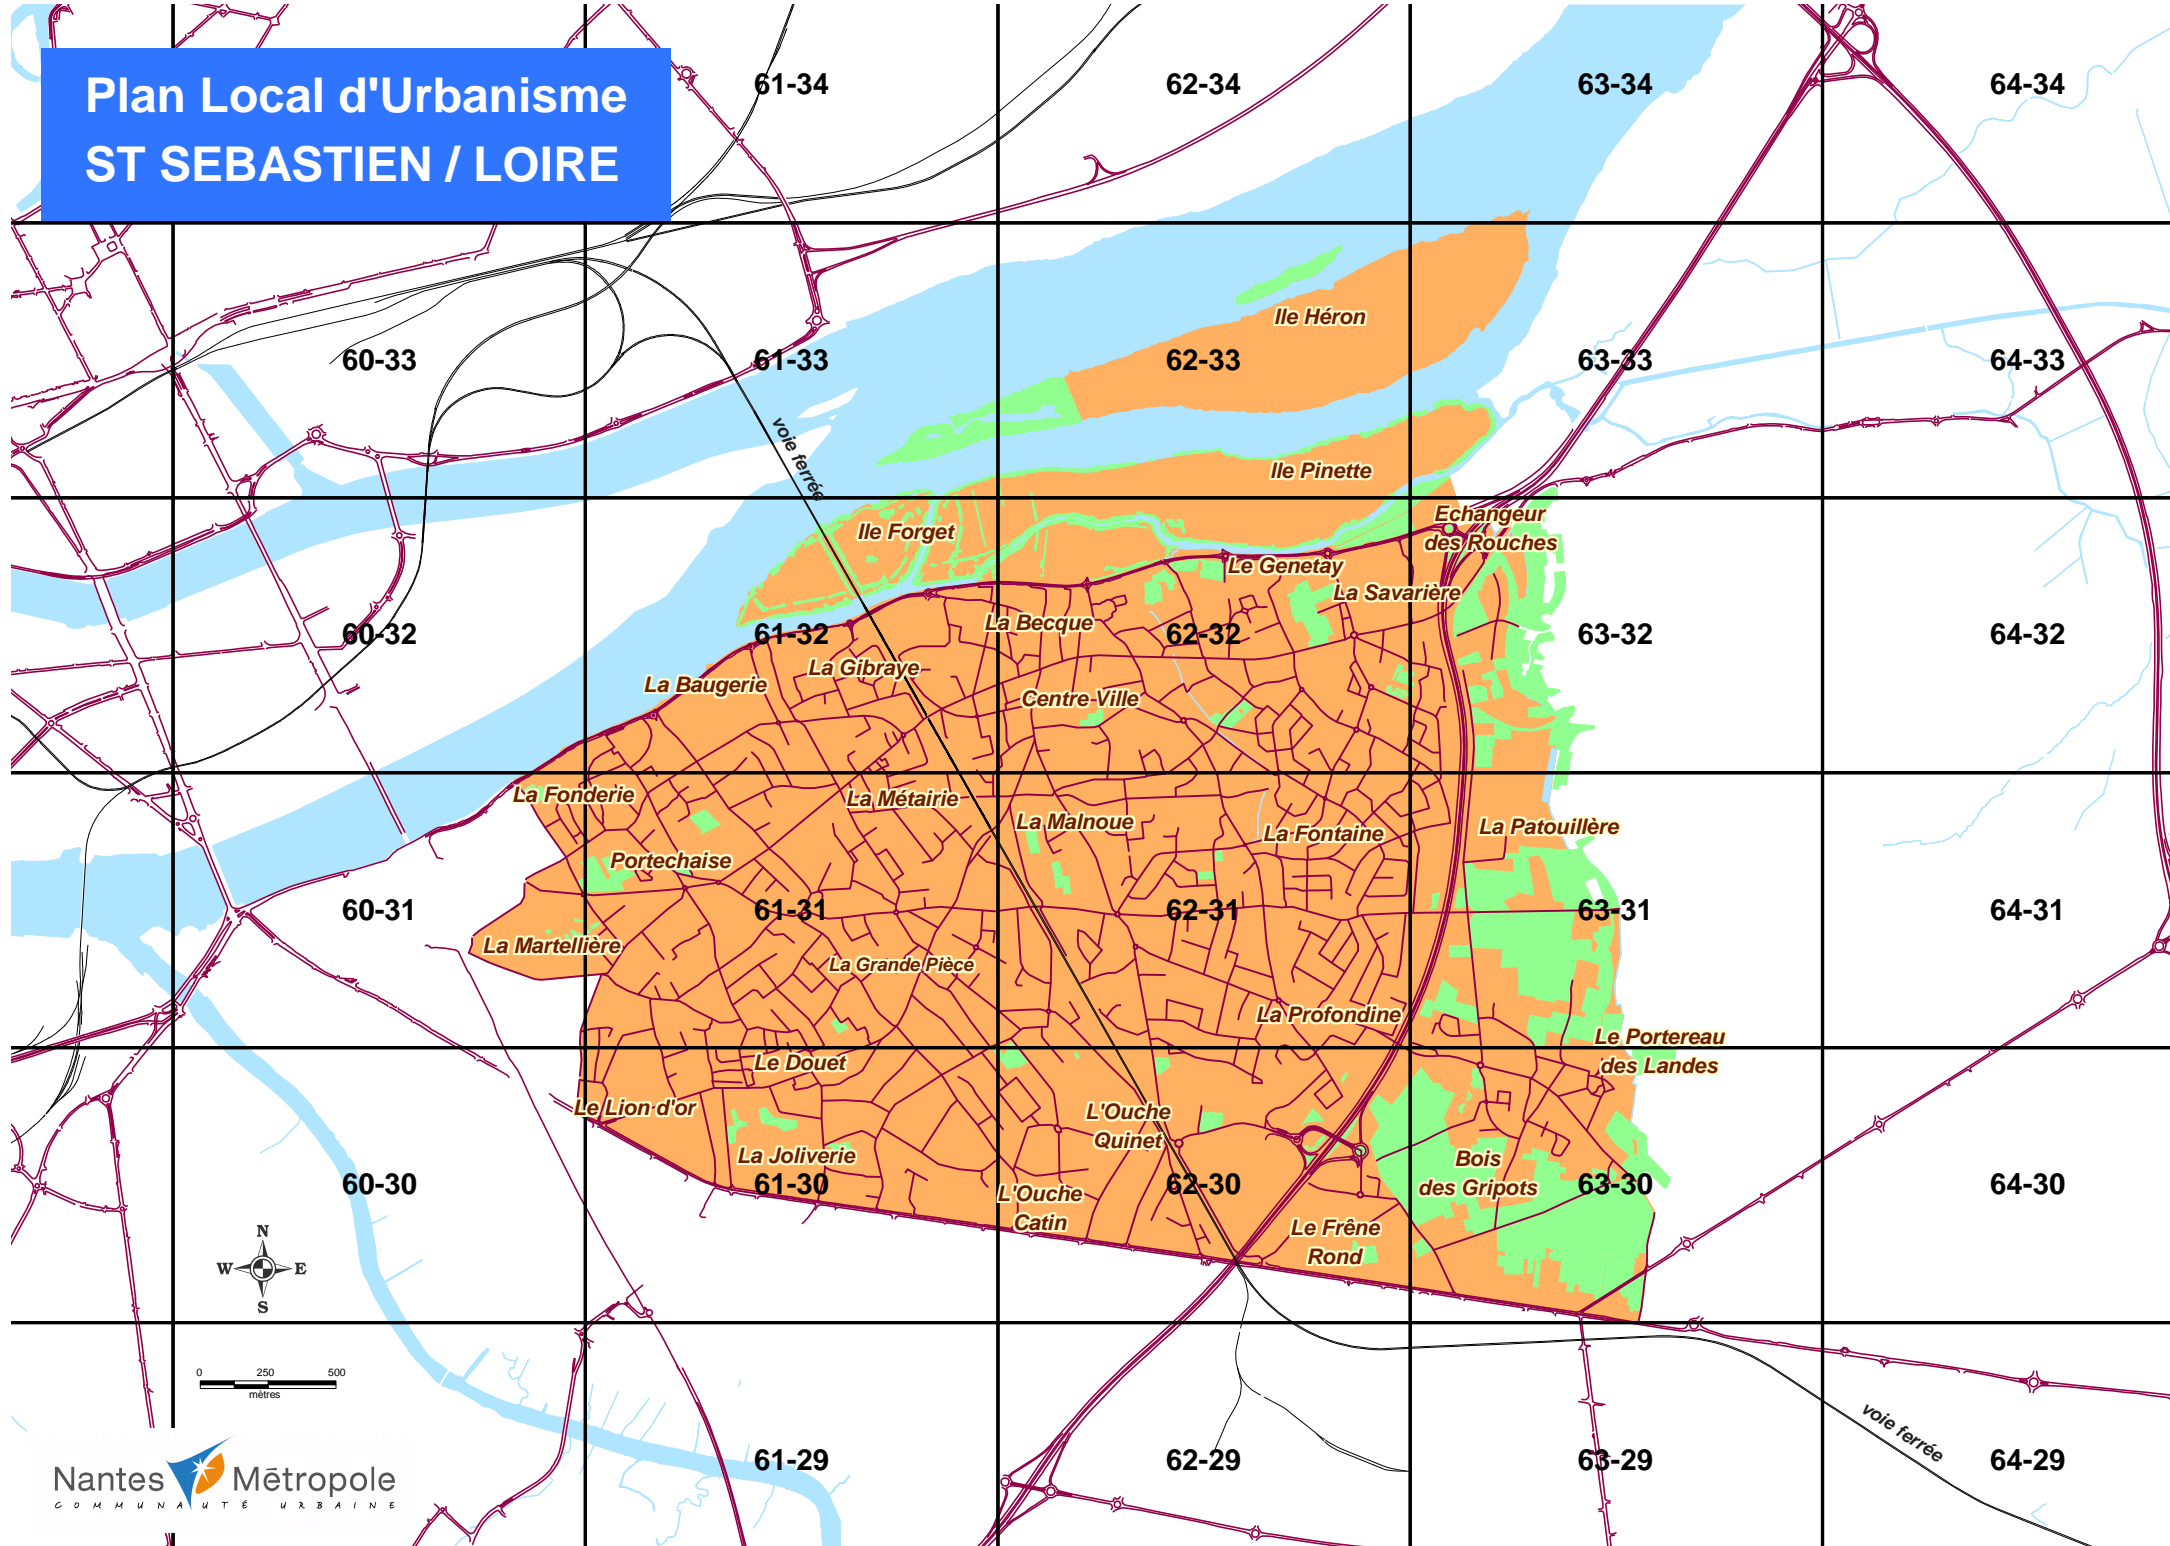 Plan Local d'Urbanisme
ST SEBASTIEN / LOIRE
61-34
62-34
63-34
64-34
Ile Héron
60-33
61-33
62-33
63-33
64-33
voie ferrée
Ile Pinette
Ile Forget
Echangeur
des Rouches
Le Genetay
La Savarière
La Becque
60-32
61-32
62-32
63-32
64-32
La Gibraye
La Baugerie
Centre Ville
La Fonderie
La Métairie
La Malnoue
La Fontaine
La Patouillère
Portechaise
60-31
61-31
62-31
63-31
64-31
La Martellière
La Grande Pièce
La Profondine
Le Portereau
des Landes
Le Douet
Le Lion d'or
L'Ouche
Quinet
La Joliverie
Bois
des Gripots
60-30
61-30
62-30
63-30
64-30
L'Ouche
Catin
Le Frêne
Rond
N
W E
S
0 250 500
mètres
voie ferrée
61-29
62-29
63-29
64-29
Nantes Métropole
COMMUNAUTÉ URBAINE